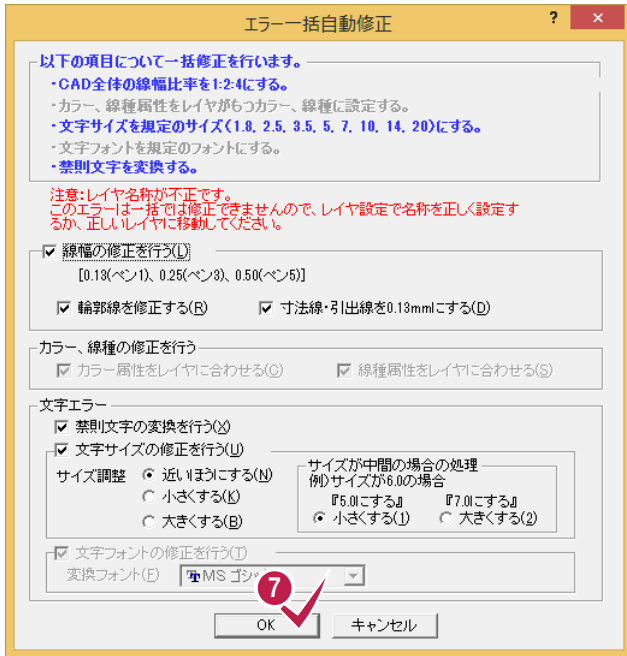 エラー一括自動修正
?
×
以下の項目について一括修正を行います。
・CAD全体の線幅比率を1:2:4にする。
・カラー、線種属性をレイヤがもつカラー、線種に設定する。
・文字サイズを規定のサイズ(1.8, 2.5, 3.5, 5, 7, 10, 14, 20)にする。
・文字フォントを規定のフォントにする。
・禁則文字を変換する。
注意:レイヤ名称が不正です。
このエラーは一括では修正できませんので、レイヤ設定で名称を正しく設定す
るか、正しいレイヤに移動してください。
線幅の修正を行う(L)
[0.13(ペン1)、0.25(ペン3)、0.50(ペン5)]
輪郭線を修正する(R) 寸法線・引出線を0.13mmにする(D)
カラー、線種の修正を行う
カラー属性をレイヤに合わせる(C) 線種属性をレイヤに合わせる(S)
文字エラー
禁則文字の変換を行う(X)
文字サイズの修正を行う(U)
サイズ調整 近いほうにする(N)
小さくする(K)
大きくする(B)
サイズが中間の場合の処理
例)サイズが6.0の場合
『5.0にする』 『7.0にする』
小さくする(1) 大きくする(2)
文字フォントの修正を行う(T)
変換フォント(F) MS ゴシ
7
OK キャンセル